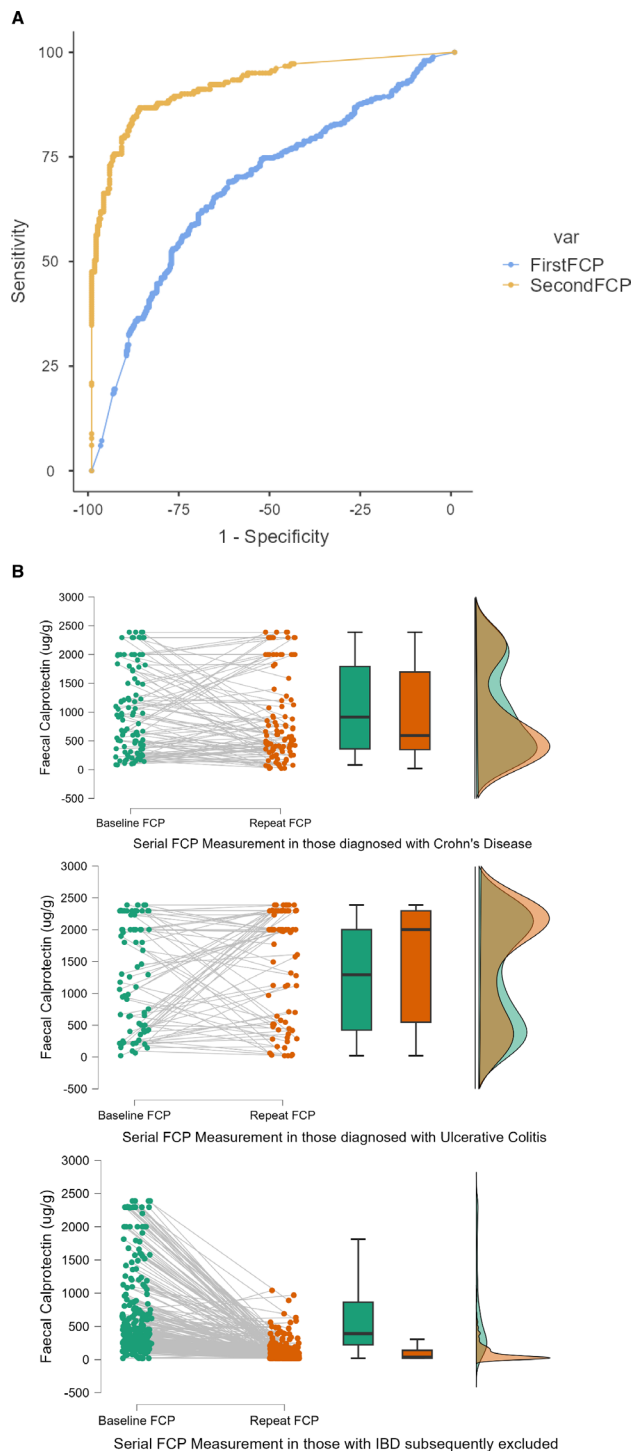 A
100
75
50
25
0
Sensitivity
-100
-75
-50
-25
0
1 - Specificity
var
FirstFCP
SecondFCP
B
3000
2500
2000
1500
1000
500
0
-500
Faecal Calprotectin (ug/g)
Baseline FCP
Repeat FCP
Serial FCP Measurement in those diagnosed with Crohn's Disease
3000
2500
2000
1500
1000
500
0
-500
Faecal Calprotectin (ug/g)
Baseline FCP
Repeat FCP
Serial FCP Measurement in those diagnosed with Ulcerative Colitis
3000
2500
2000
1500
1000
500
0
-500
Faecal Calprotectin (ug/g)
Baseline FCP
Repeat FCP
Serial FCP Measurement in those with IBD subsequently excluded